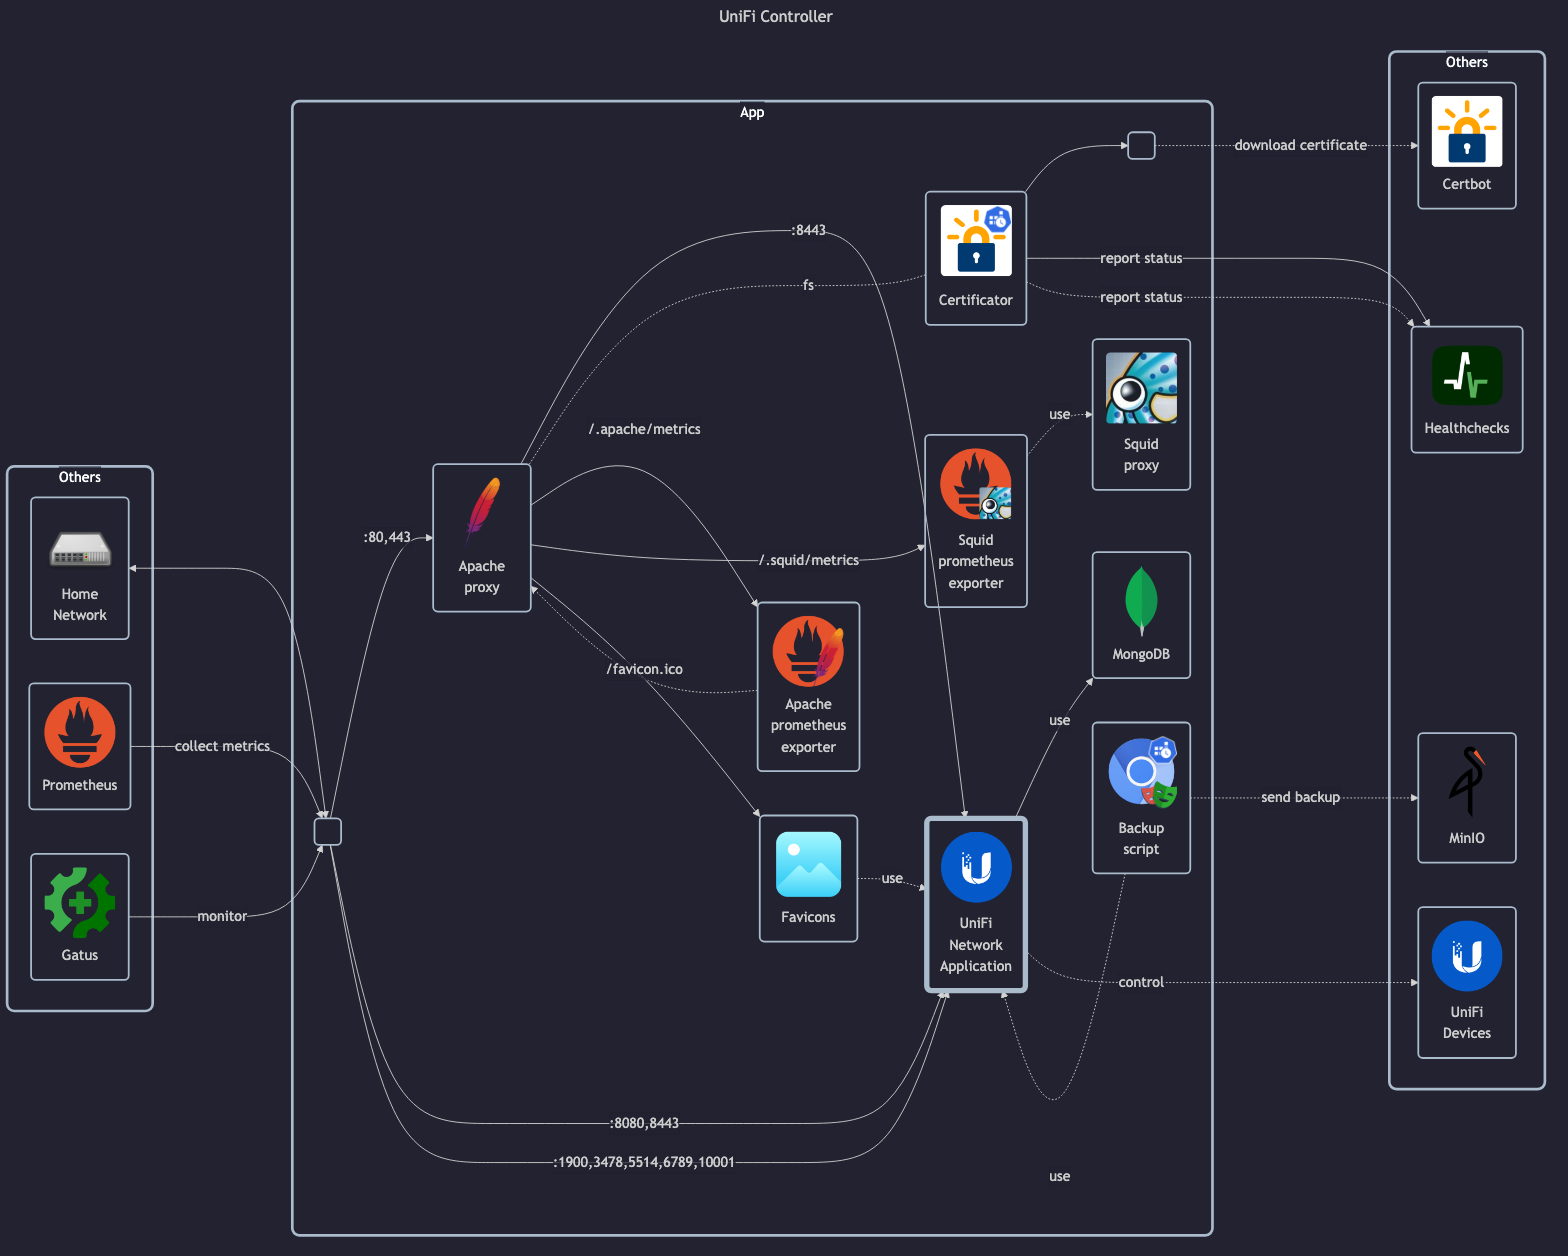 UniFi Controller
Others
App
download certificate
Certbot
:8443
report status
fs
report status
Certificator
Healthchecks
/.apache/metrics
use
Squid
proxy
Others
:80,443
Apache
proxy
/.squid/metrics
Squid
prometheus
exporter
Home
Network
MongoDB
/favicon.ico
Apache
prometheus
exporter
use
collect metrics
Prometheus
send backup
Backup
script
MinIO
use
Favicons
monitor
Gatus
UniFi
Network
Application
control
UniFi
Devices
:8080,8443
:1900,3478,5514,6789,10001
use